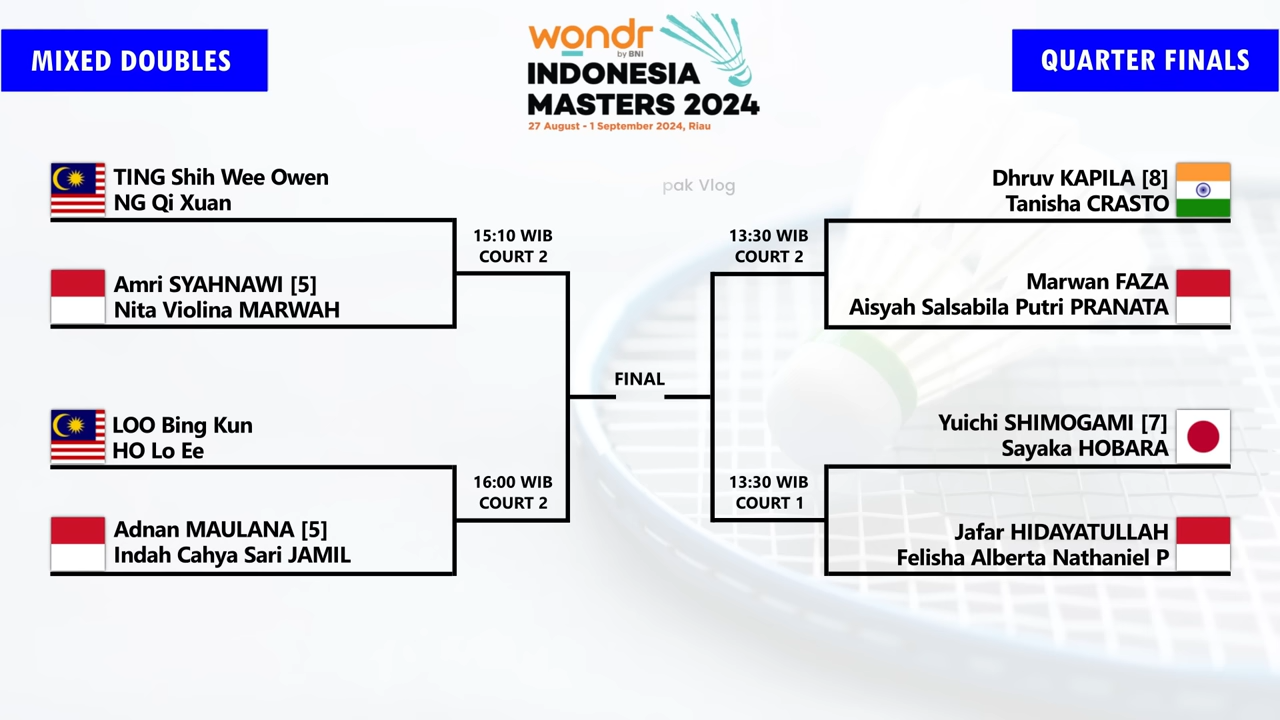 MIXED DOUBLES
wondr
by BNI
INDONESIA
MASTERS 2024
27 August - 1 September 2024, Riau
QUARTER FINALS
pak Vlog
TING Shih Wee Owen
NG Qi Xuan
15:10 WIB
COURT 2
Amri SYAHNAWI [5]
Nita Violina MARWAH
LOO Bing Kun
HO Lo Ee
16:00 WIB
COURT 2
Adnan MAULANA [5]
Indah Cahya Sari JAMIL
FINAL
Dhruv KAPILA [8]
Tanisha CRASTO
13:30 WIB
COURT 2
Marwan FAZA
Aisyah Salsabila Putri PRANATA
Yuichi SHIMOGAMI [7]
Sayaka HOBARA
13:30 WIB
COURT 1
Jafar HIDAYATULLAH
Felisha Alberta Nathaniel P